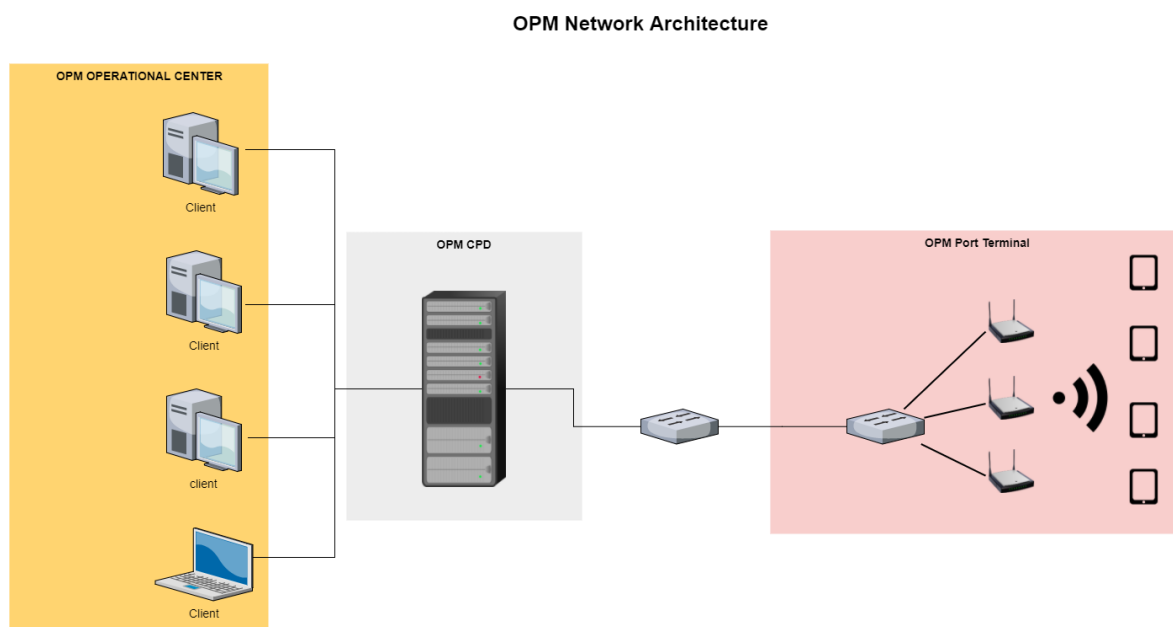 OPM Network Architecture
OPM OPERATIONAL CENTER
Client
Client
client
Client
OPM CPD
OPM Port Terminal